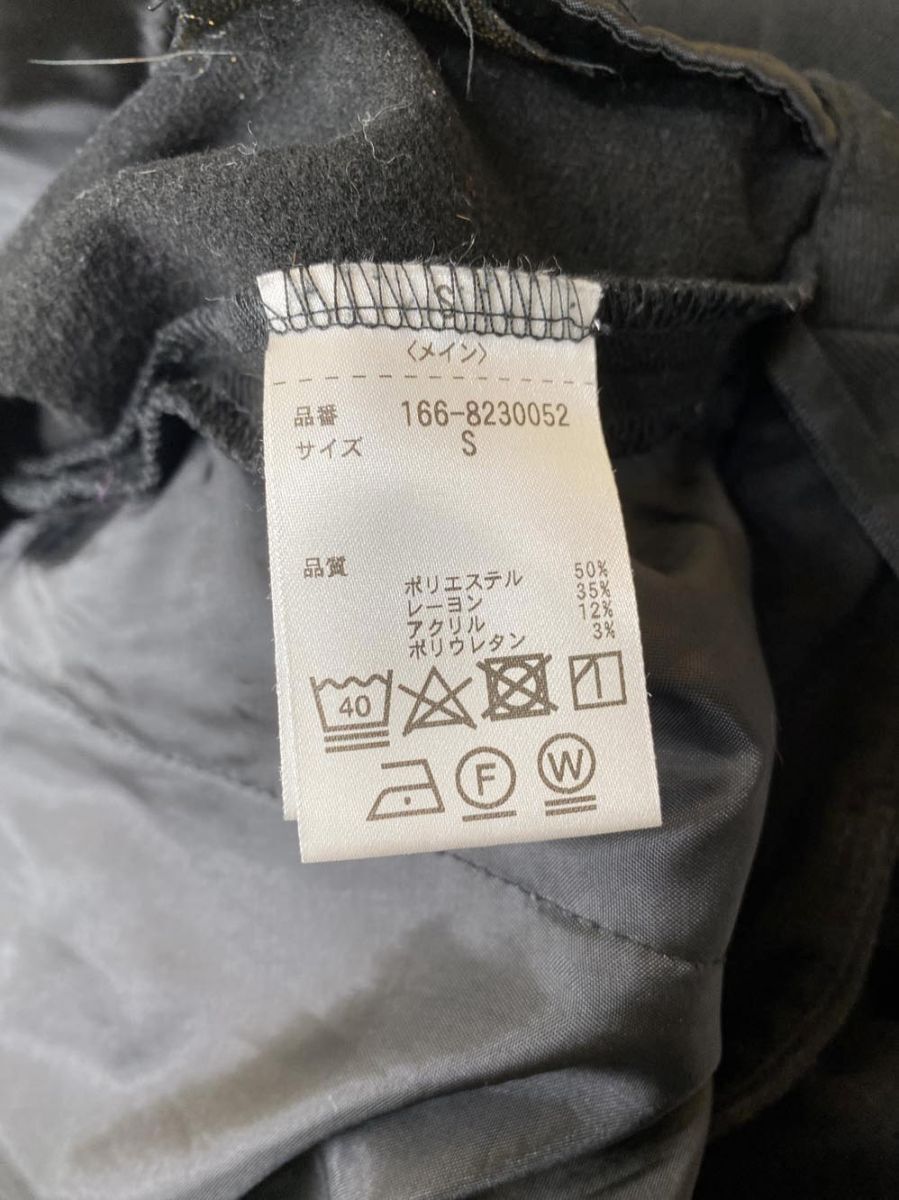 S
〈メイン〉
品番 166-8230052
サイズ S
品質
ポリエステル 50%
レーヨン 35%
アクリル 12%
ポリウレタン 3%
40
F W